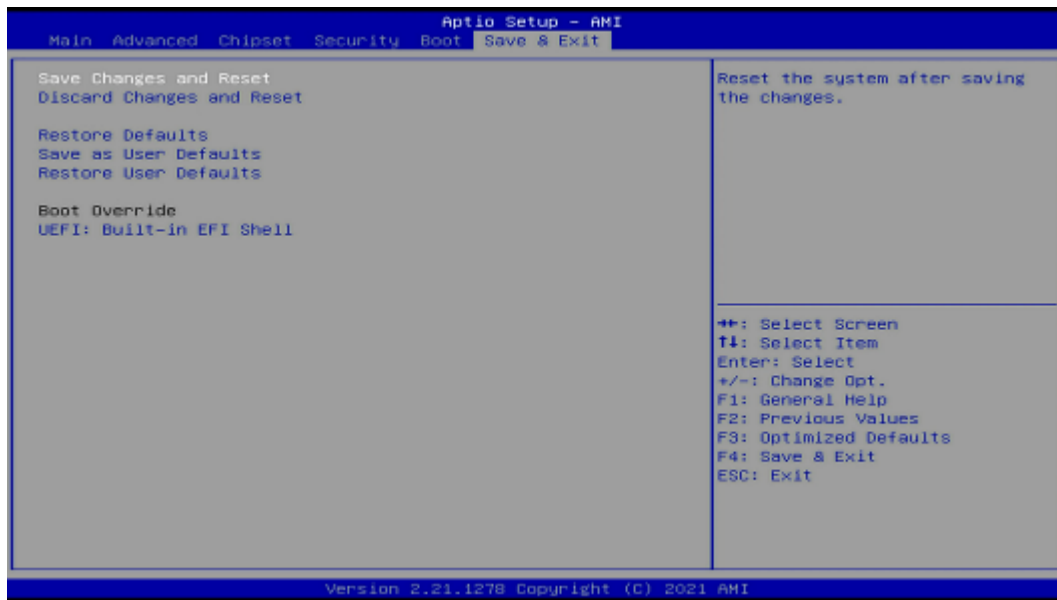 Aptio Setup - AMI
Main Advanced Chipset Security Boot Save & Exit
Save Changes and Reset
Discard Changes and Reset
Restore Defaults
Save as User Defaults
Restore User Defaults
Boot Override
UEFI: Built-in EFI Shell
Reset the system after saving
the changes.
→←: Select Screen
↑↓: Select Item
Enter: Select
+/-: Change Opt.
F1: General Help
F2: Previous Values
F3: Optimized Defaults
F4: Save & Exit
ESC: Exit
Version 2.21.1278 Copyright (C) 2021 AMI